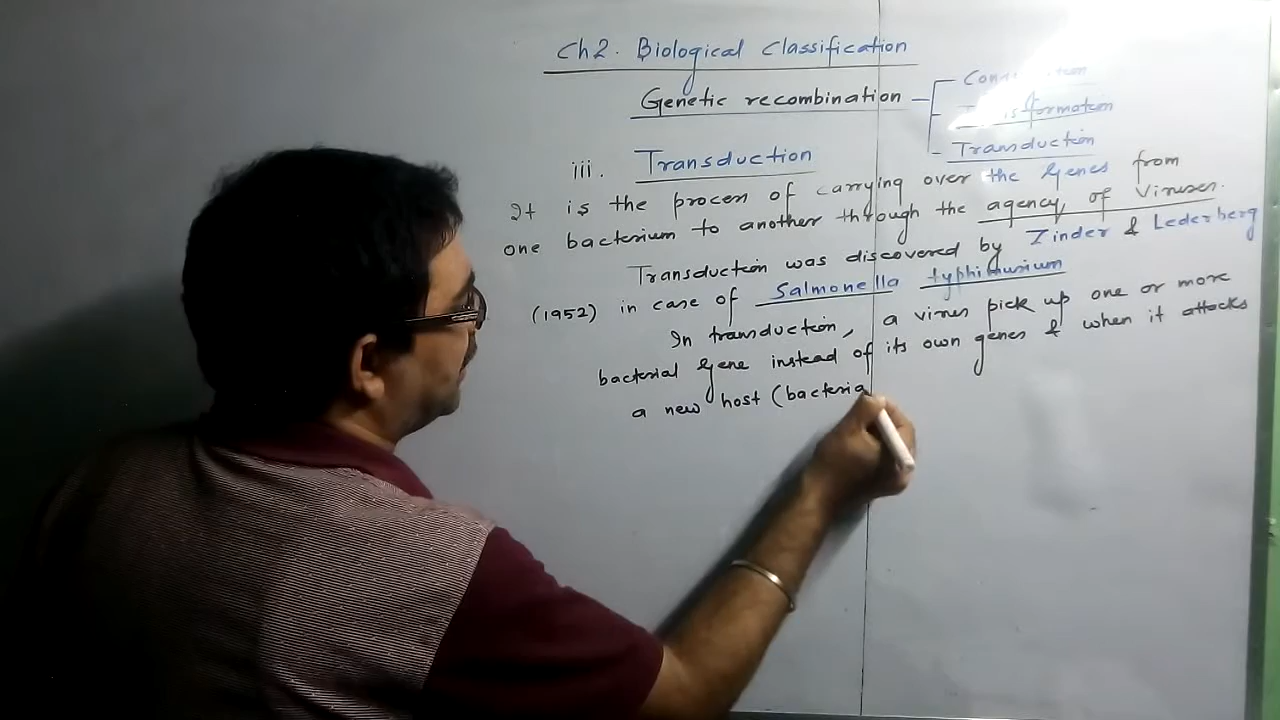 Ch2. Biological Classification
Genetic recombination
Transduction
iii. Transduction
It is the process of carrying over the Genes from
one bacterium to another through the agency of Viruses.
Transduction was discovered by Zinder & Lederberg
(1952) in case of Salmonella typhimurium
In transduction, a virus pick up one or more
bacterial gene instead of its own genes & when it attacks
a new host (bacteria